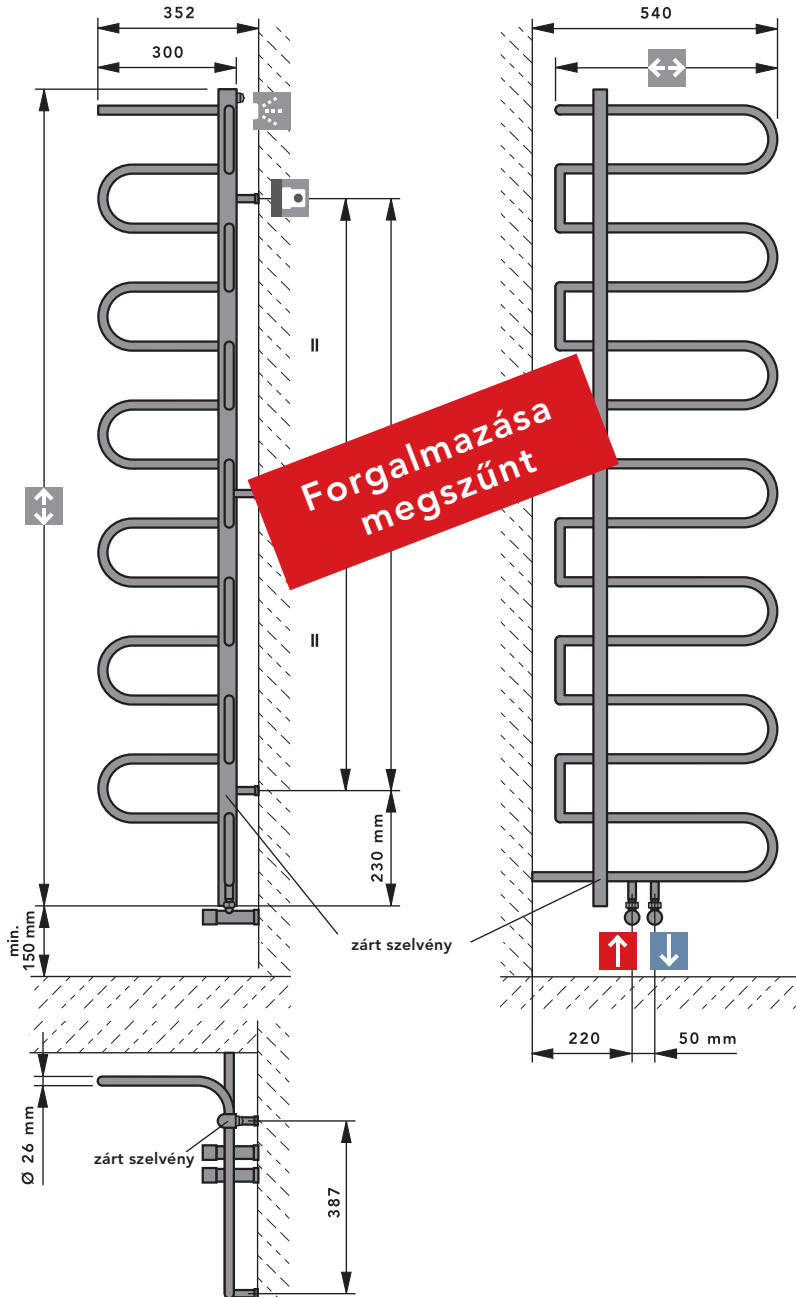 352
540
300
II
Forgalmazása
megszűnt
II
230 mm
min.
150 mm
zárt szelvény
220
50 mm
Ø 26 mm
zárt szelvény
387